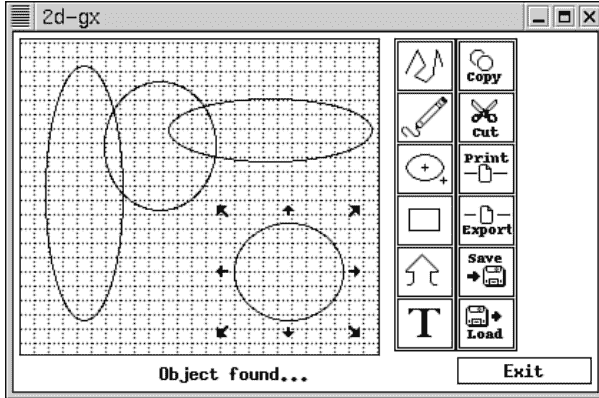 2d-gx
Copy
Cut
Print
Export
Save
T
Load
Object found...
Exit